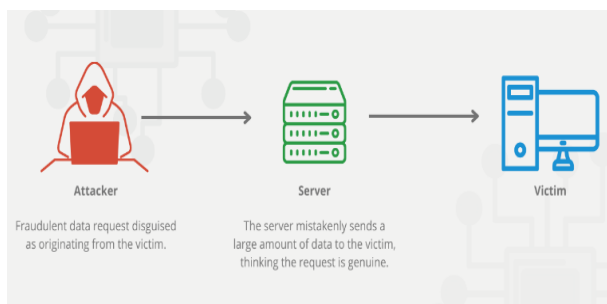 Attacker
Server
Victim
Fraudulent data request disguised
as originating from the victim.
The server mistakenly sends a
large amount of data to the victim,
thinking the request is genuine.